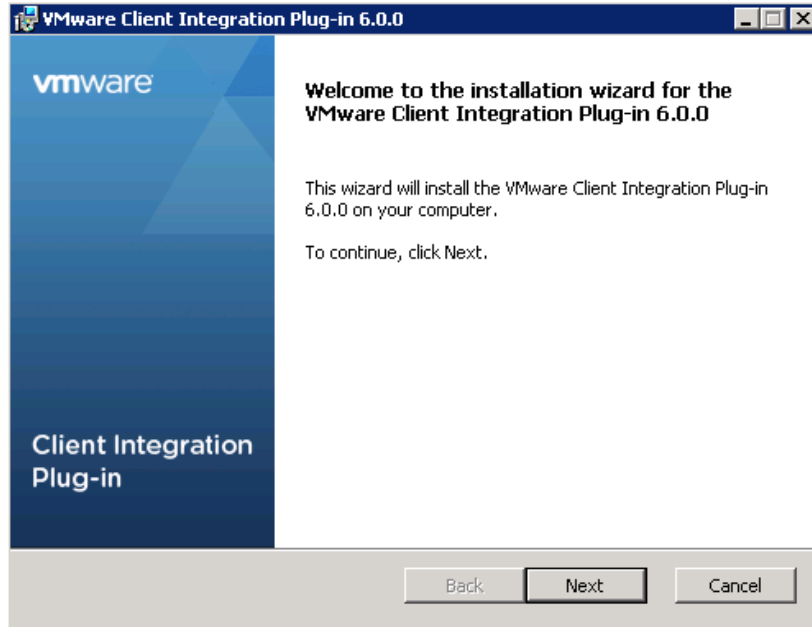 VMware Client Integration Plug-in 6.0.0
vmware
Welcome to the installation wizard for the
VMware Client Integration Plug-in 6.0.0
This wizard will install the VMware Client Integration Plug-in
6.0.0 on your computer.
To continue, click Next.
Client Integration
Plug-in
Back
Next
Cancel